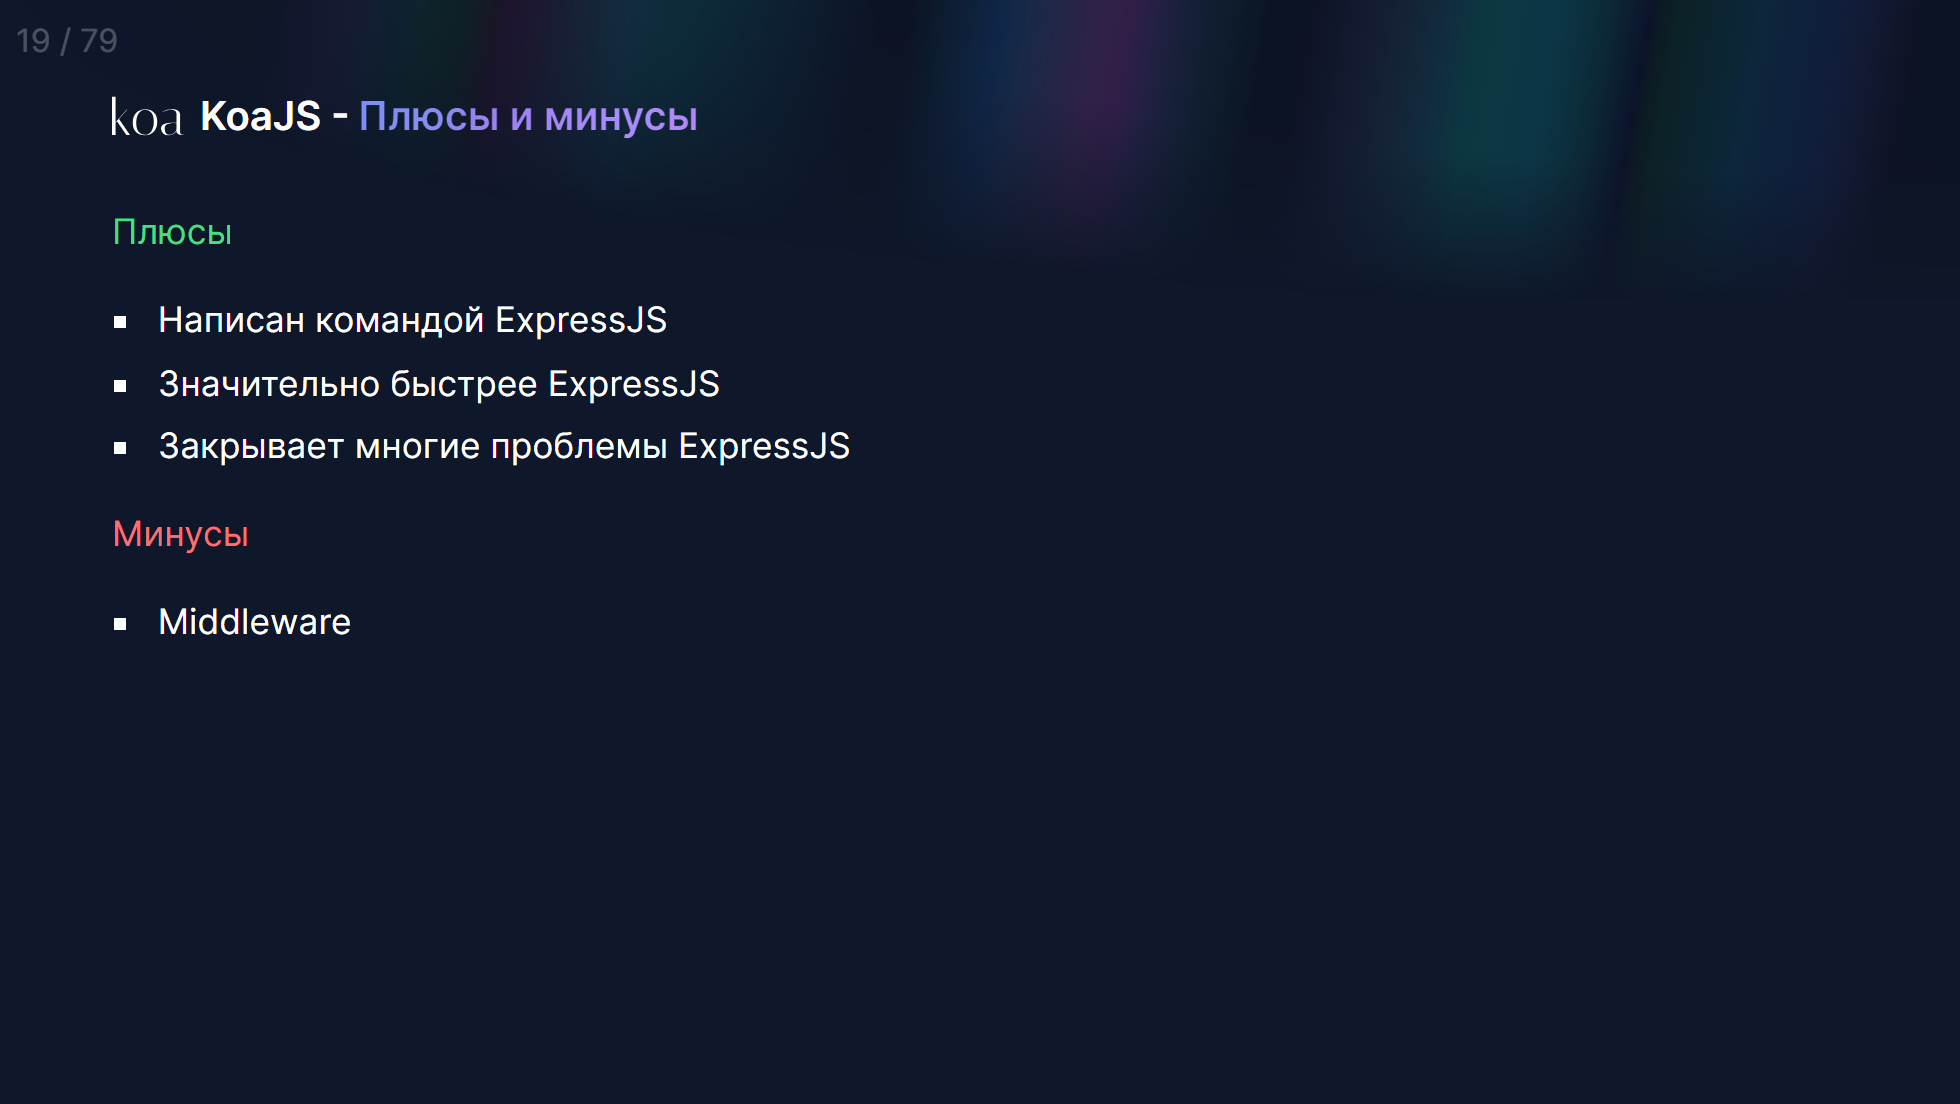 19 / 79
koa KoaJS - Плюсы и минусы
Плюсы
Написан командой ExpressJS
Значительно быстрее ExpressJS
Закрывает многие проблемы ExpressJS
Минусы
Middleware